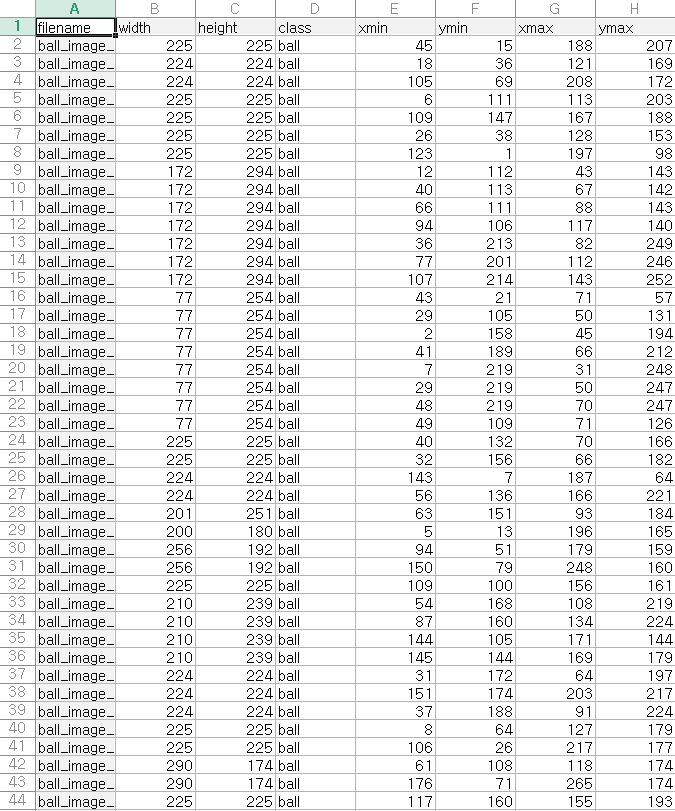 A B C D E F G H
1 filename width height class xmin ymin xmax ymax
2 ball_image_ 225 225 ball 45 15 188 207
3 ball_image_ 224 224 ball 18 36 121 169
4 ball_image_ 224 224 ball 105 69 208 172
5 ball_image_ 225 225 ball 6 111 113 203
6 ball_image_ 225 225 ball 109 147 167 188
7 ball_image_ 225 225 ball 26 38 128 153
8 ball_image_ 225 225 ball 123 1 197 98
9 ball_image_ 172 294 ball 12 112 43 143
10 ball_image_ 172 294 ball 40 113 67 142
11 ball_image_ 172 294 ball 66 111 88 143
12 ball_image_ 172 294 ball 94 106 117 140
13 ball_image_ 172 294 ball 36 213 82 249
14 ball_image_ 172 294 ball 77 201 112 246
15 ball_image_ 172 294 ball 107 214 143 252
16 ball_image_ 77 254 ball 43 21 71 57
17 ball_image_ 77 254 ball 29 105 50 131
18 ball_image_ 77 254 ball 2 158 45 194
19 ball_image_ 77 254 ball 41 189 66 212
20 ball_image_ 77 254 ball 7 219 31 248
21 ball_image_ 77 254 ball 29 219 50 247
22 ball_image_ 77 254 ball 48 219 70 247
23 ball_image_ 77 254 ball 49 109 71 126
24 ball_image_ 225 225 ball 40 132 70 166
25 ball_image_ 225 225 ball 32 156 66 182
26 ball_image_ 224 224 ball 143 7 187 64
27 ball_image_ 224 224 ball 56 136 166 221
28 ball_image_ 201 251 ball 63 151 93 184
29 ball_image_ 200 180 ball 5 13 196 165
30 ball_image_ 256 192 ball 94 51 179 159
31 ball_image_ 256 192 ball 150 79 248 160
32 ball_image_ 225 225 ball 109 100 156 161
33 ball_image_ 210 239 ball 54 168 108 219
34 ball_image_ 210 239 ball 87 160 134 224
35 ball_image_ 210 239 ball 144 105 171 144
36 ball_image_ 210 239 ball 145 144 169 179
37 ball_image_ 224 224 ball 31 172 64 197
38 ball_image_ 224 224 ball 151 174 203 217
39 ball_image_ 224 224 ball 37 188 91 224
40 ball_image_ 225 225 ball 8 64 127 179
41 ball_image_ 225 225 ball 106 26 217 177
42 ball_image_ 290 174 ball 61 108 118 174
43 ball_image_ 290 174 ball 176 71 265 174
44 ball_image_ 225 225 ball 117 160 155 193